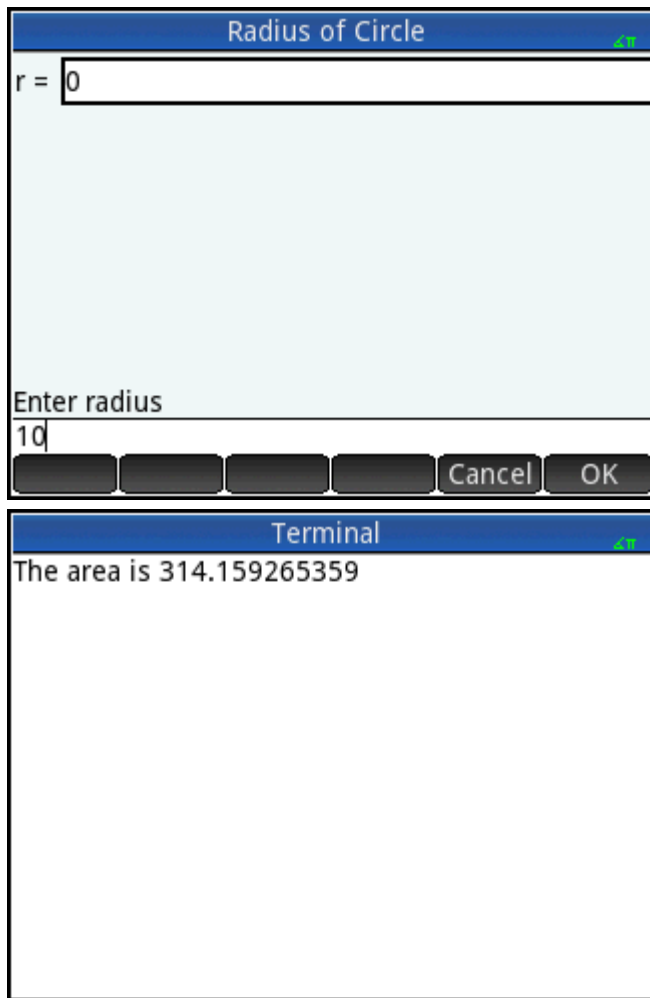 Radius of Circle
∡π
r = 0
Enter radius
10
Cancel OK
Terminal
∡π
The area is 314.159265359